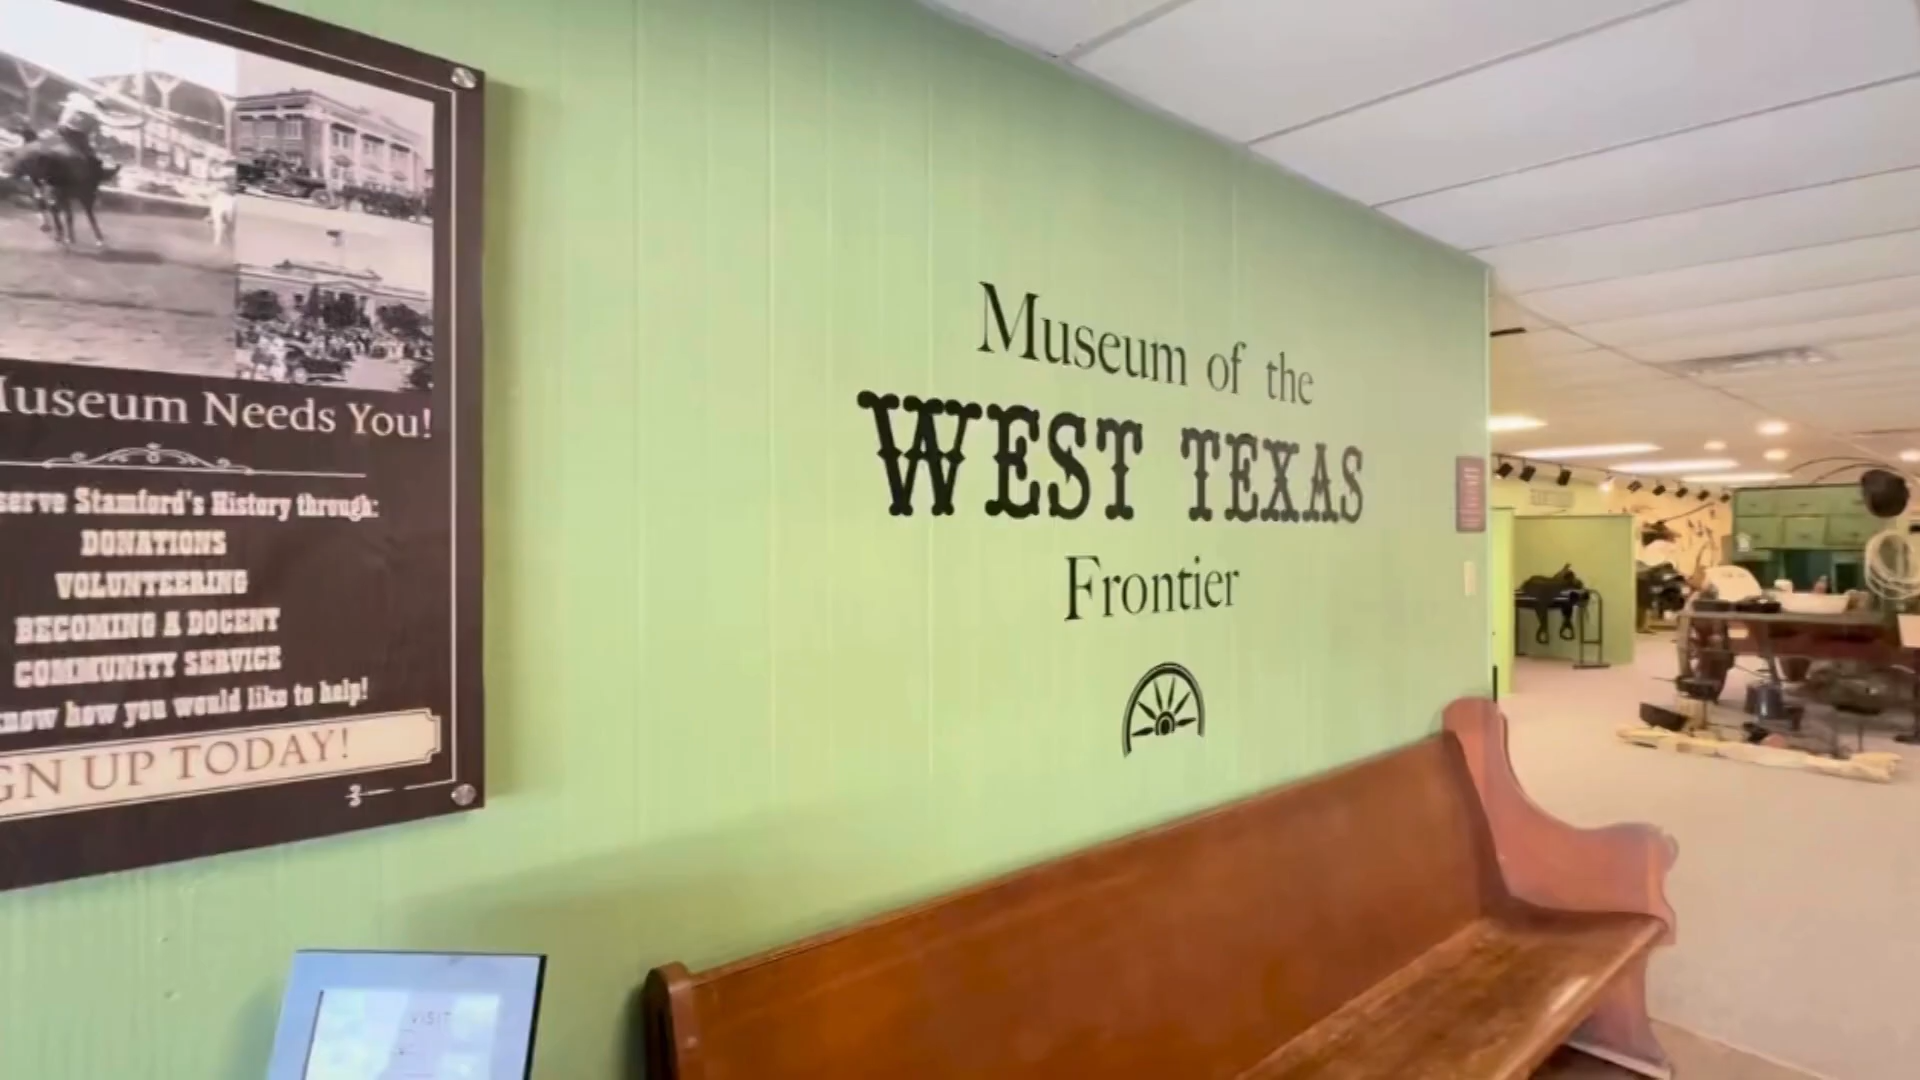 Museum Needs You!
serve Stamford's History through:
DONATIONS
VOLUNTEERING
BECOMING A DOCENT
COMMUNITY SERVICE
know how you would like to help!
GN UP TODAY!
Museum of the
WEST TEXAS
Frontier
VISIT